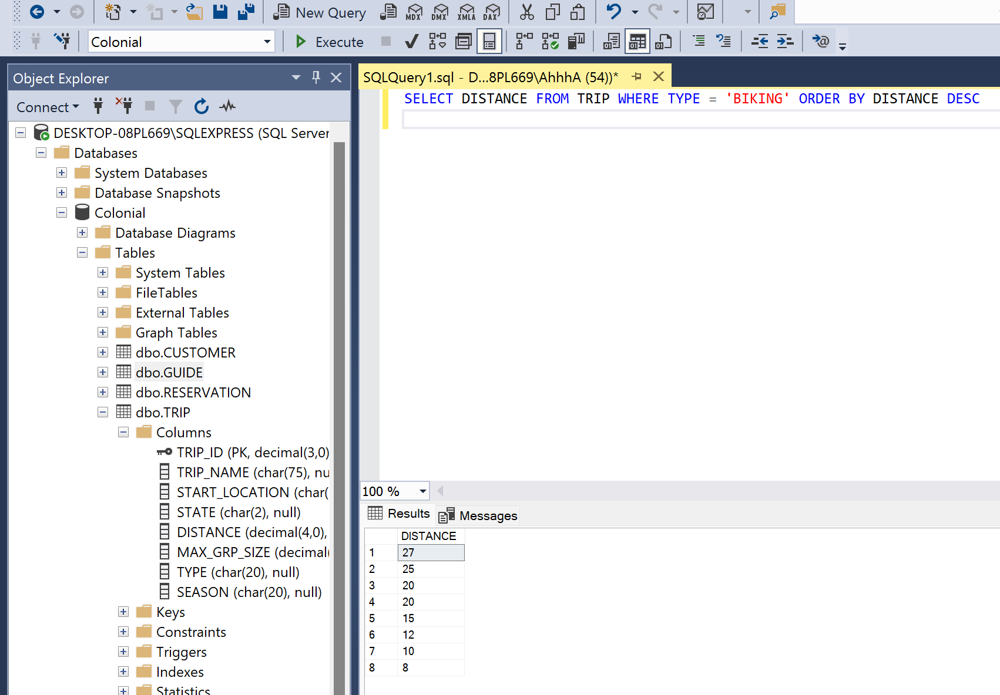 New Query
MDX DMX XMLA DAX
Colonial
Execute
Object Explorer
SQLQuery1.sql - D...8PL669\AhhhA (54))*
Connect
SELECT DISTANCE FROM TRIP WHERE TYPE = 'BIKING' ORDER BY DISTANCE DESC
DESKTOP-08PL669\SQLEXPRESS (SQL Server
Databases
System Databases
Database Snapshots
Colonial
Database Diagrams
Tables
System Tables
FileTables
External Tables
Graph Tables
dbo.CUSTOMER
dbo.GUIDE
dbo.RESERVATION
dbo.TRIP
Columns
TRIP_ID (PK, decimal(3,0)
TRIP_NAME (char(75), nu
START_LOCATION (char(
STATE (char(2), null)
DISTANCE (decimal(4,0),
MAX_GRP_SIZE (decimal(
TYPE (char(20), null)
SEASON (char(20), null)
Keys
Constraints
Triggers
Indexes
Statistics
100 %
Results Messages
DISTANCE
1 27
2 25
3 20
4 20
5 15
6 12
7 10
8 8